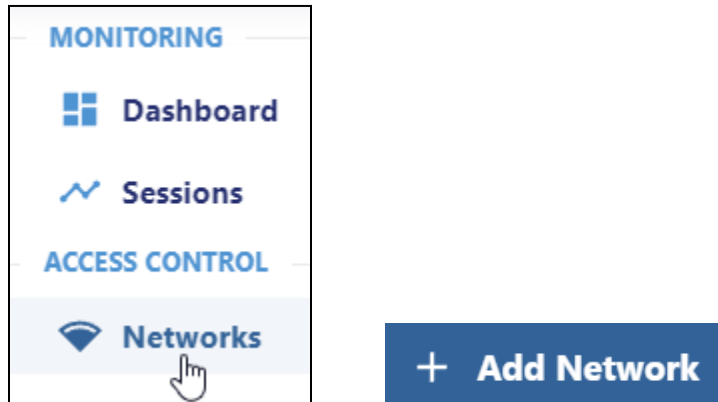 MONITORING
Dashboard
Sessions
ACCESS CONTROL
Networks
+ Add Network